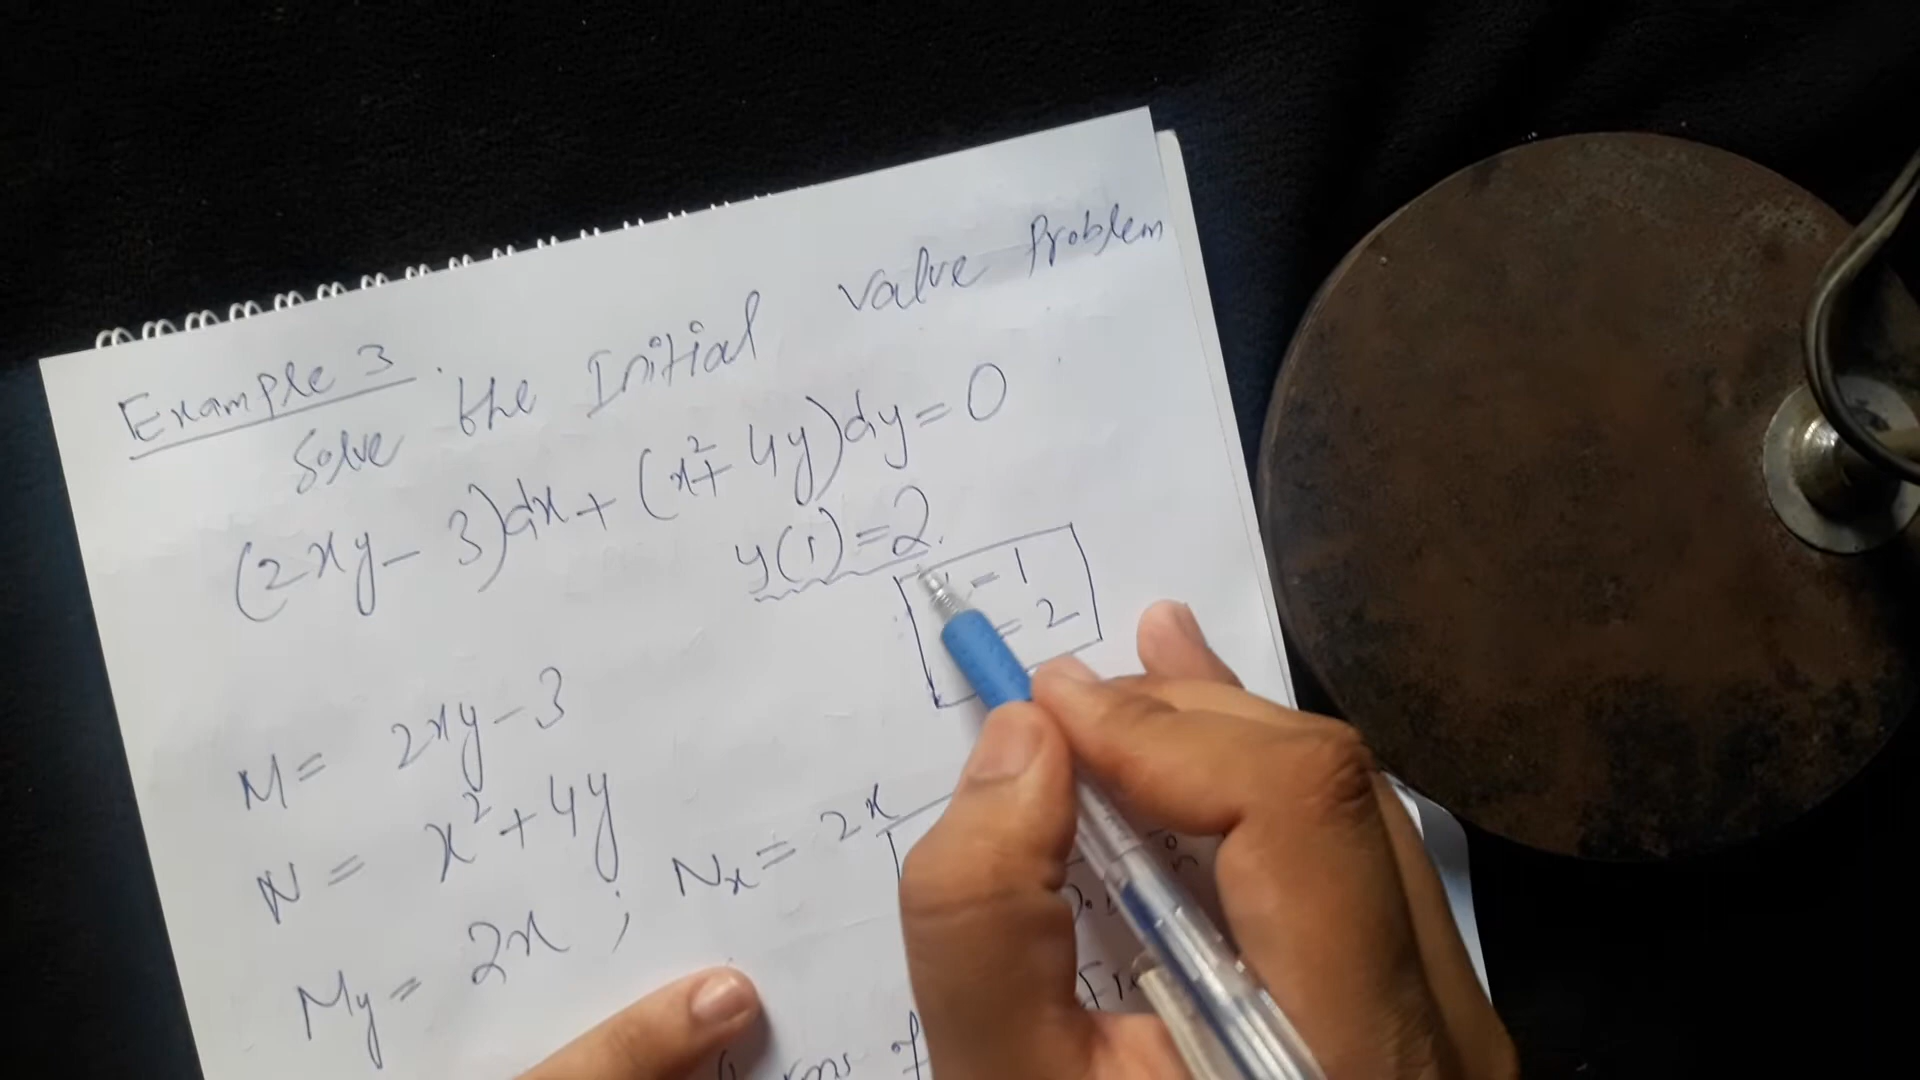 Example 3.
Solve the Initial value Problem
(2xy - 3)dx + (x² + 4y)dy = 0
y(1) = 2.
= 1
= 2
M = 2xy - 3
N = x² + 4y
My = 2x ; Nx = 2x
of